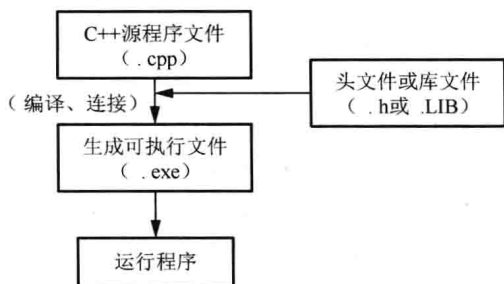 C++源程序文件
（ .cpp）
（ 编译、连接）
头文件或库文件
（ .h或 .LIB）
生成可执行文件
（ .exe）
运行程序